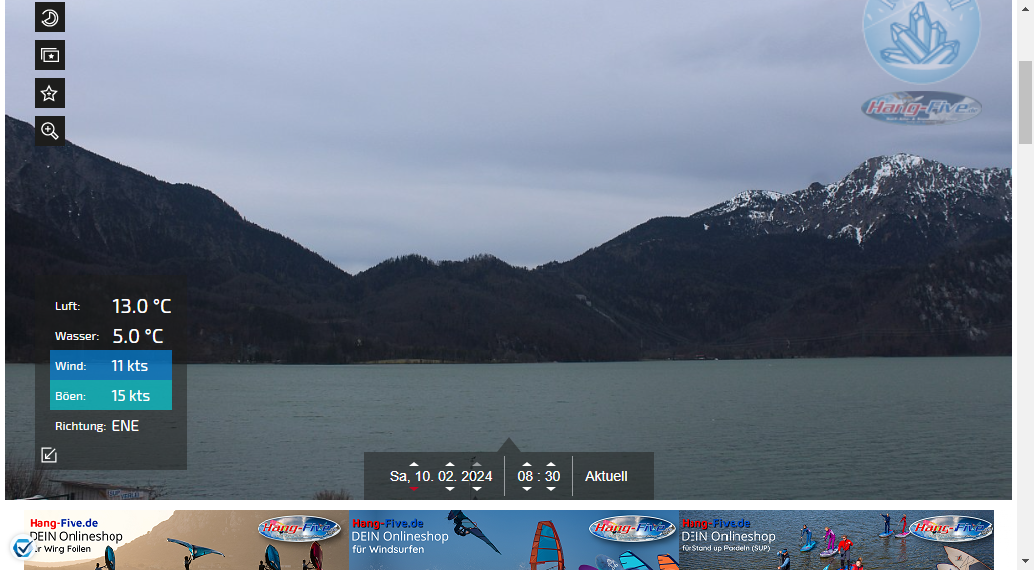 Hang-Five
Luft: 13.0 °C
Wasser: 5.0 °C
Wind: 11 kts
Böen: 15 kts
Richtung: ENE
Sa, 10. 02. 2024 08 : 30 Aktuell
Hang-Five.de
DEIN Onlineshop
für Wing Foilen
Hang-Five
Hang-Five.de
DEIN Onlineshop
für Windsurfen
Hang-Five
Hang-Five.de
DEIN Onlineshop
für Stand up Paddeln (SUP)
Hang-Five